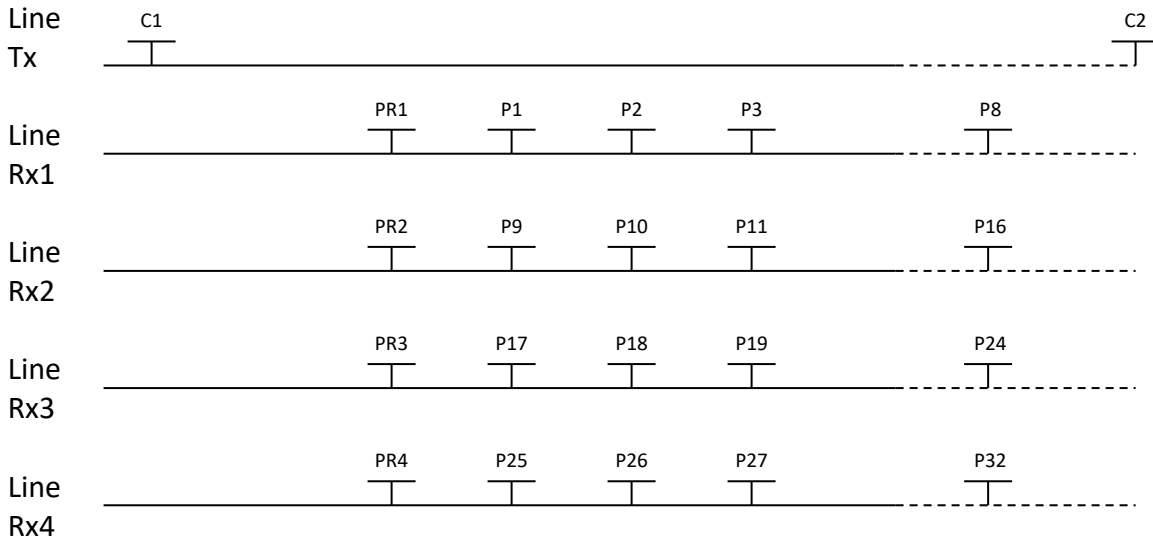 Line
Tx
C1 C2
Line
Rx1
PR1 P1 P2 P3 P8
Line
Rx2
PR2 P9 P10 P11 P16
Line
Rx3
PR3 P17 P18 P19 P24
Line
Rx4
PR4 P25 P26 P27 P32